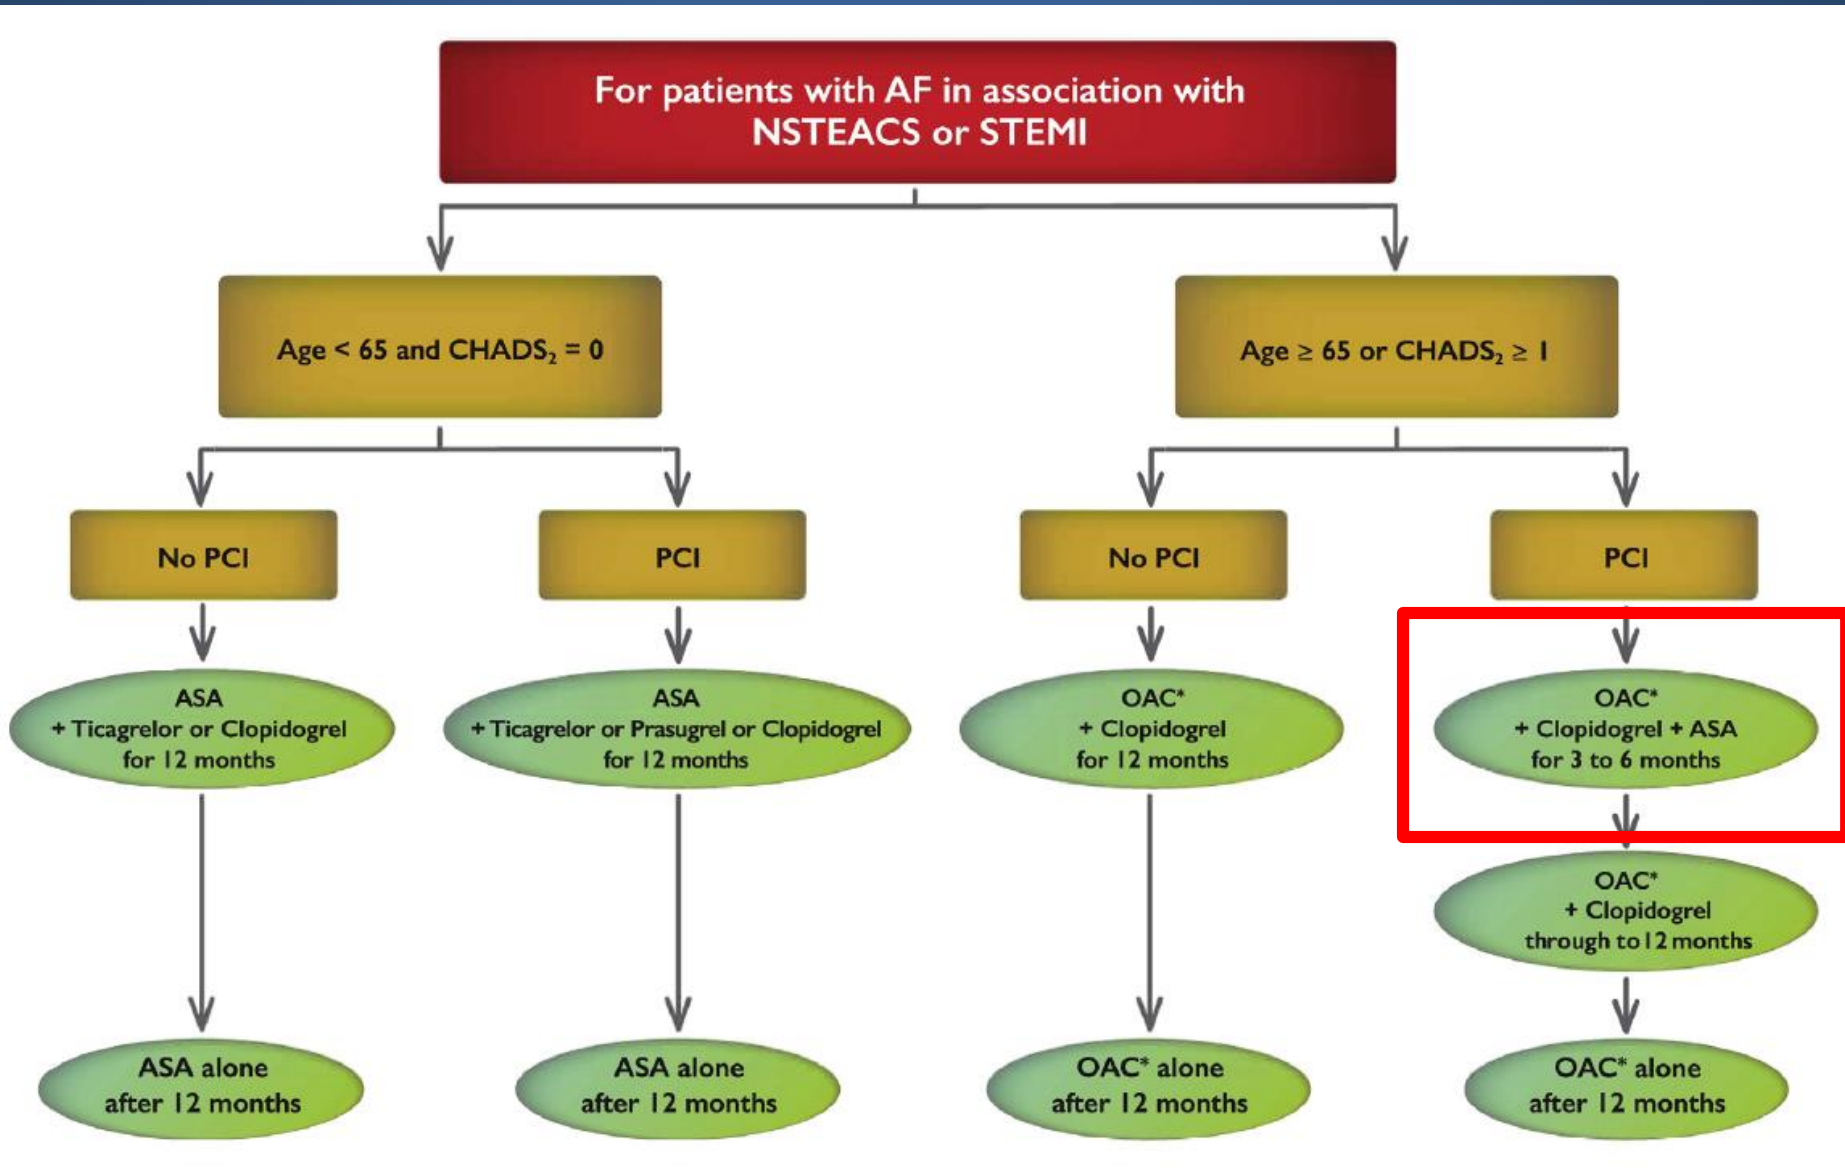 For patients with AF in association with
NSTEACS or STEMI
Age < 65 and CHADS₂ = 0
Age ≥ 65 or CHADS₂ ≥ 1
No PCI
PCI
No PCI
PCI
ASA
+ Ticagrelor or Clopidogrel
for 12 months
ASA
+ Ticagrelor or Prasugrel or Clopidogrel
for 12 months
OAC*
+ Clopidogrel
for 12 months
OAC*
+ Clopidogrel + ASA
for 3 to 6 months
OAC*
+ Clopidogrel
through to 12 months
ASA alone
after 12 months
ASA alone
after 12 months
OAC* alone
after 12 months
OAC* alone
after 12 months